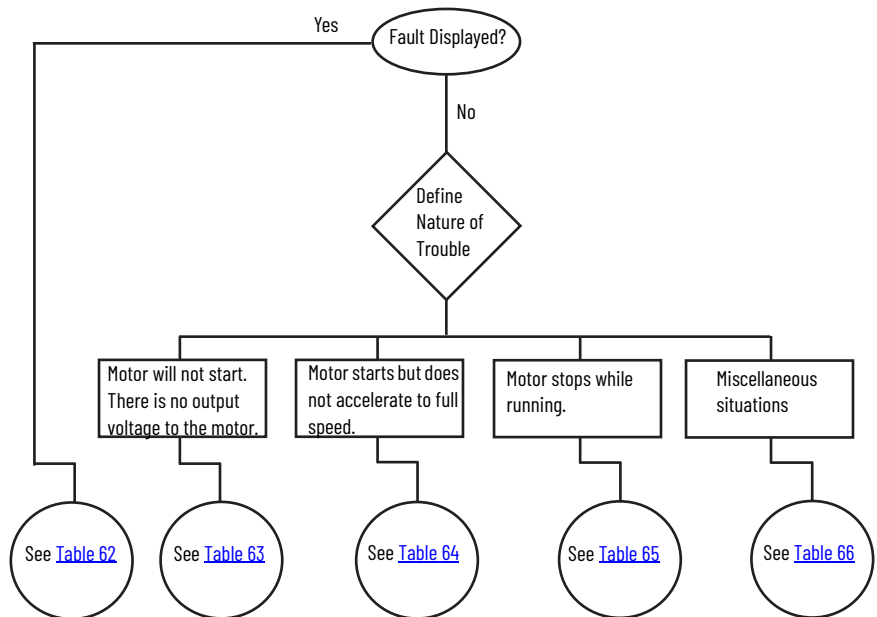 Yes
Fault Displayed?
No
Define
Nature of
Trouble
Motor will not start.
There is no output
voltage to the motor.
Motor starts but does
not accelerate to full
speed.
Motor stops while
running.
Miscellaneous
situations
See Table 62
See Table 63
See Table 64
See Table 65
See Table 66